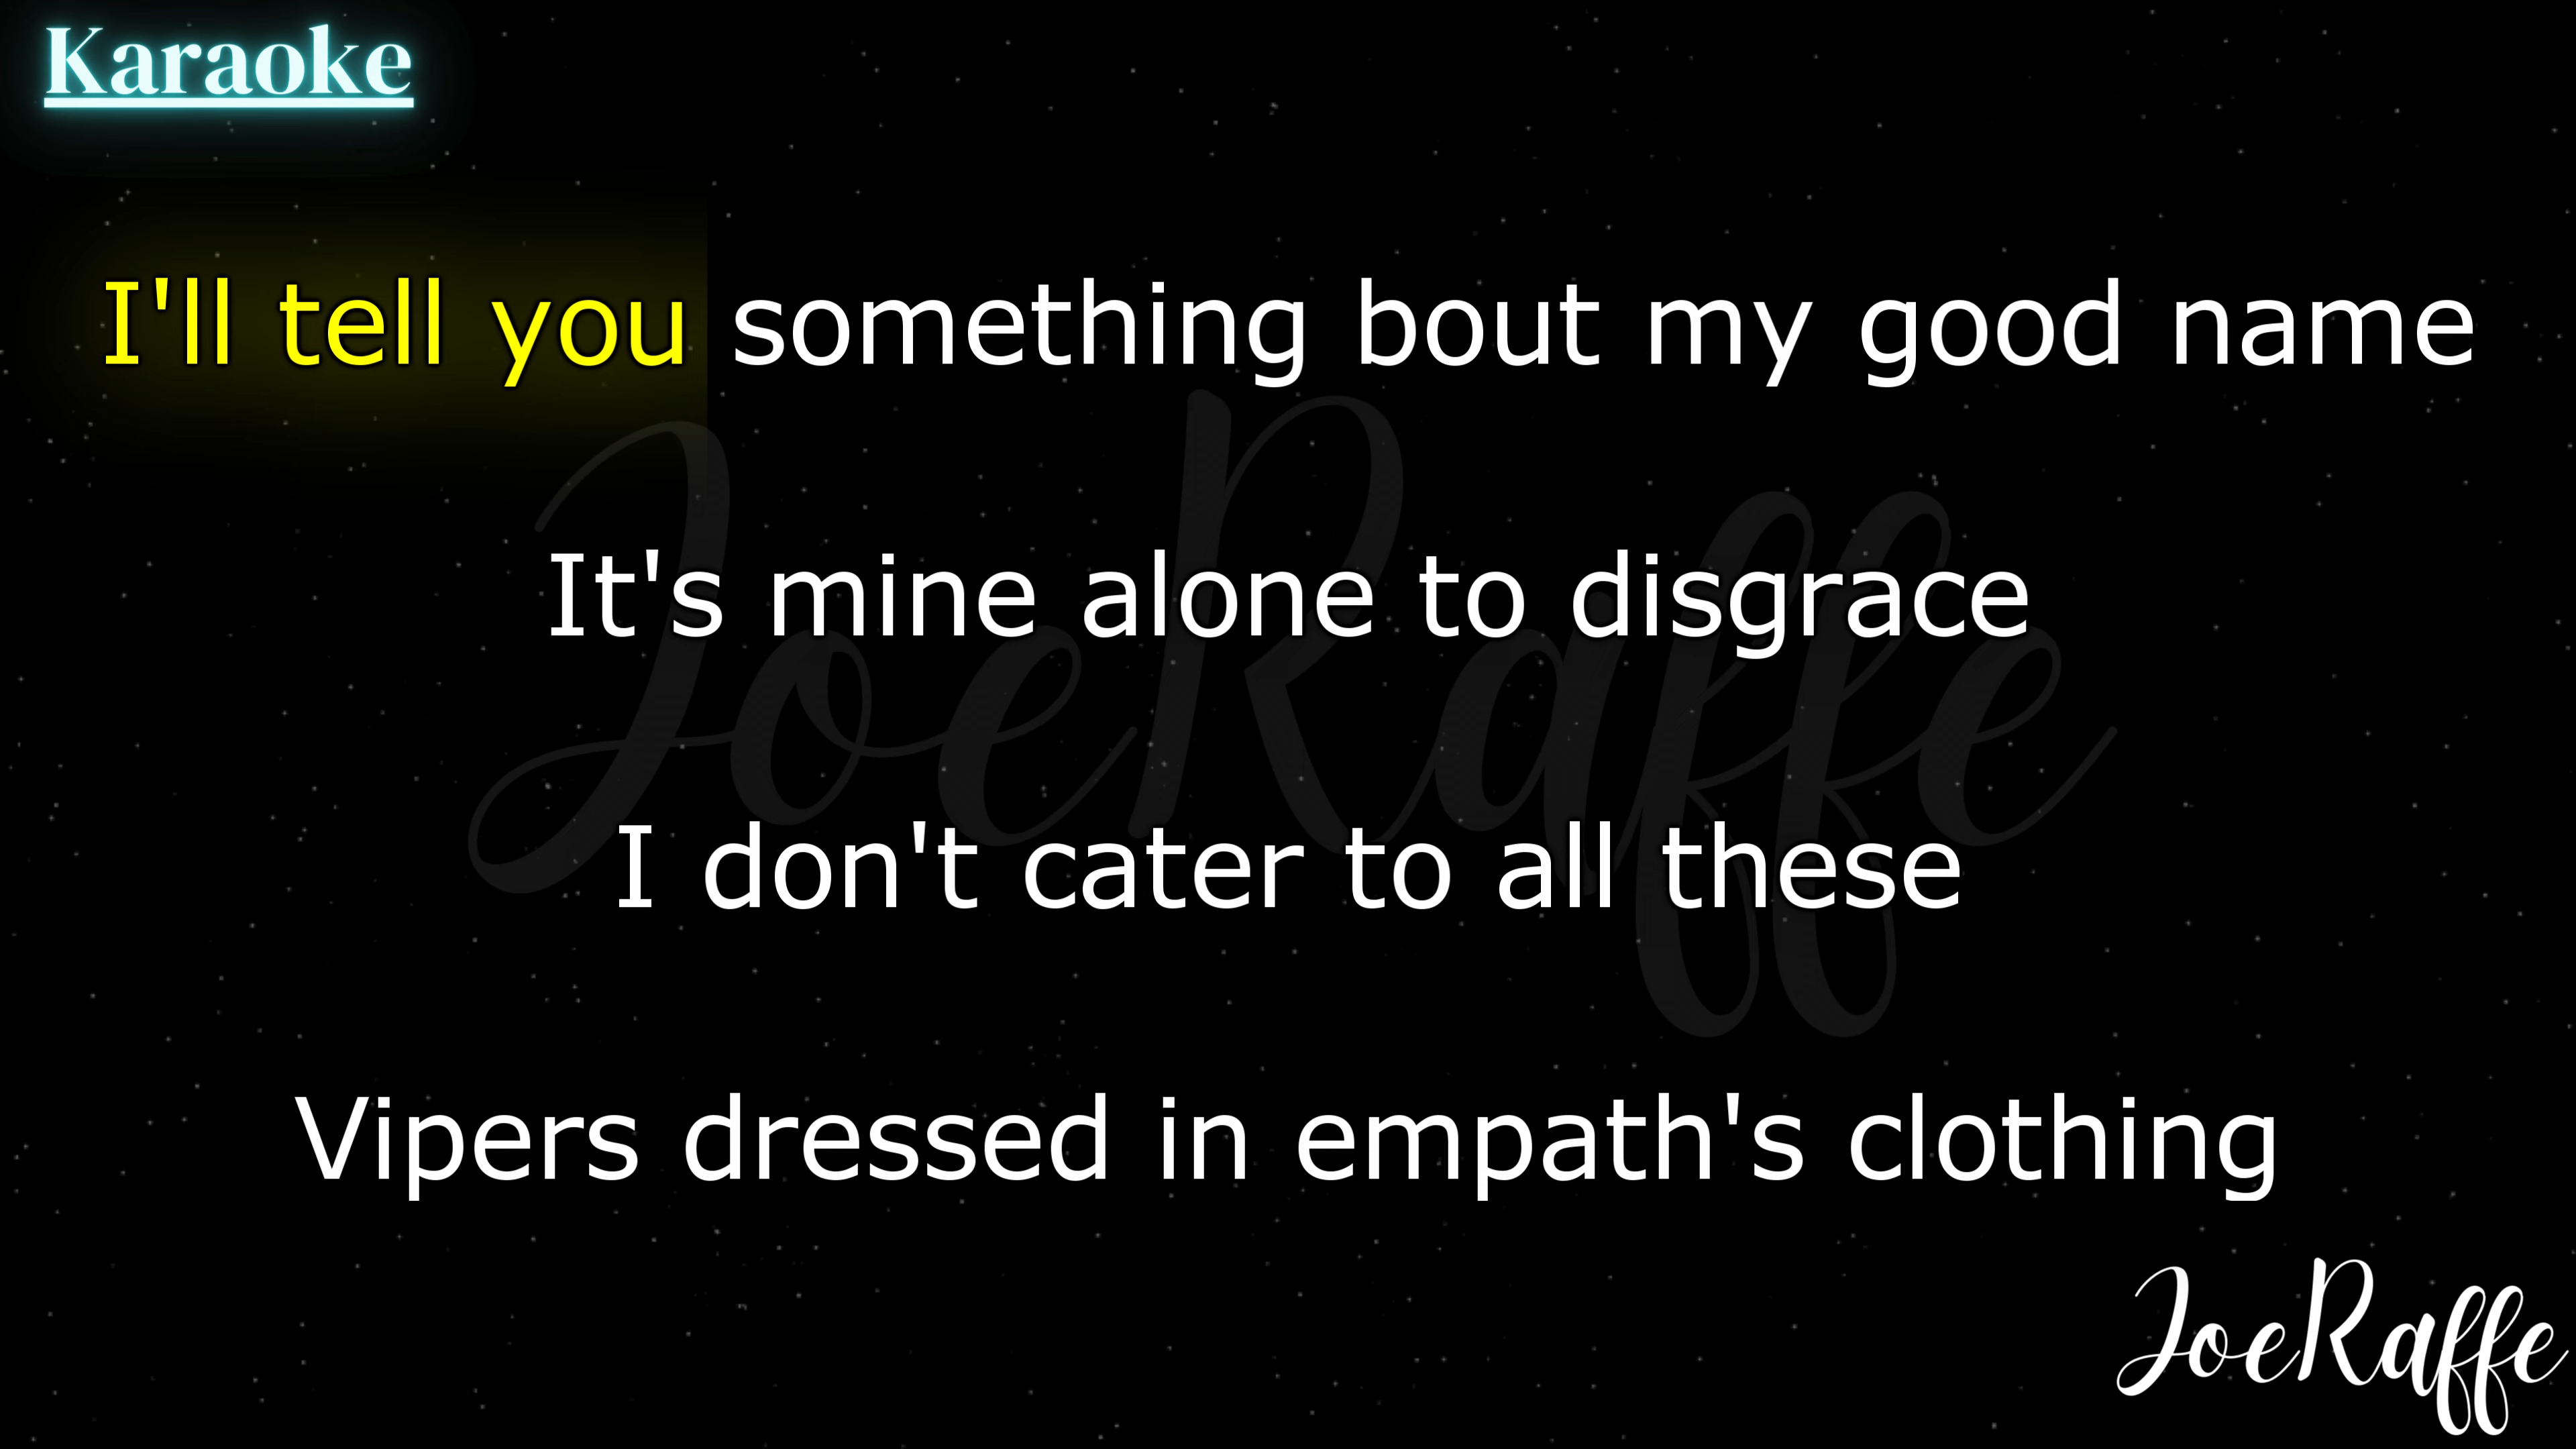 Karaoke
I'll tell you something bout my good name
It's mine alone to disgrace
I don't cater to all these
Vipers dressed in empath's clothing
JoeRaffe
JoeRaffe